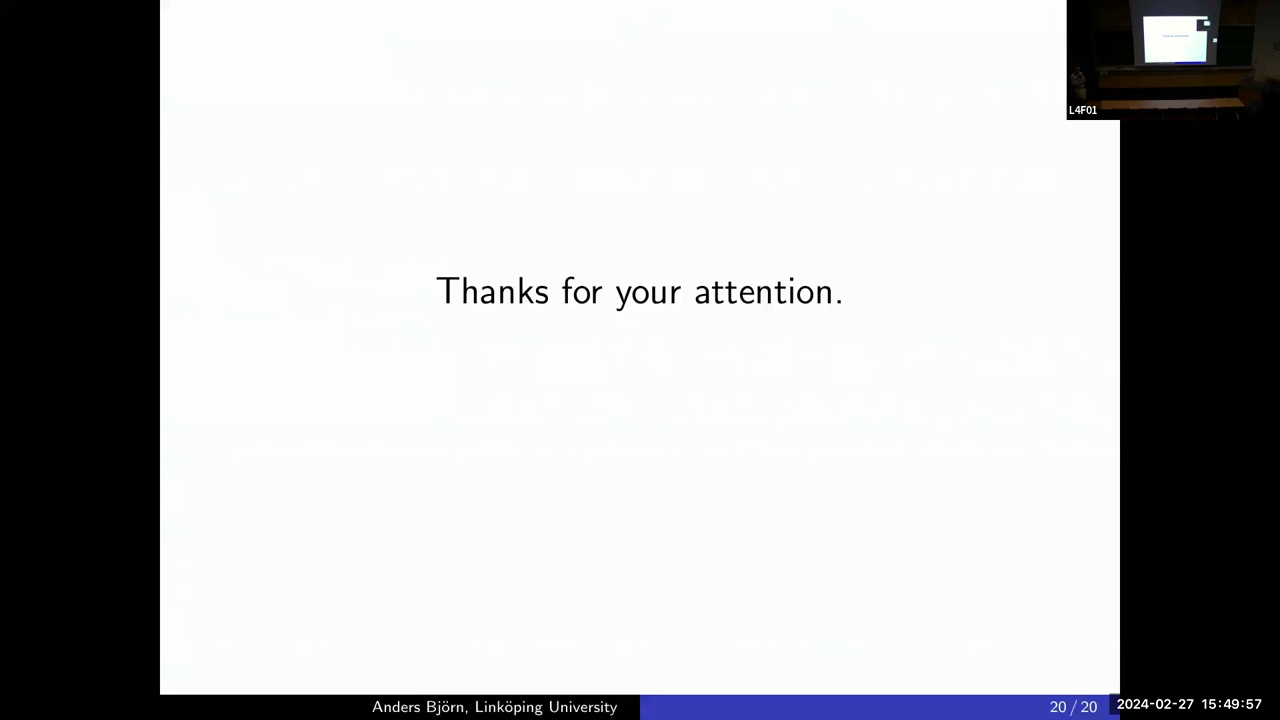 L4F01
Thanks for your attention.
Anders Björn, Linköping University
20 / 20
2024-02-27 15:49:57